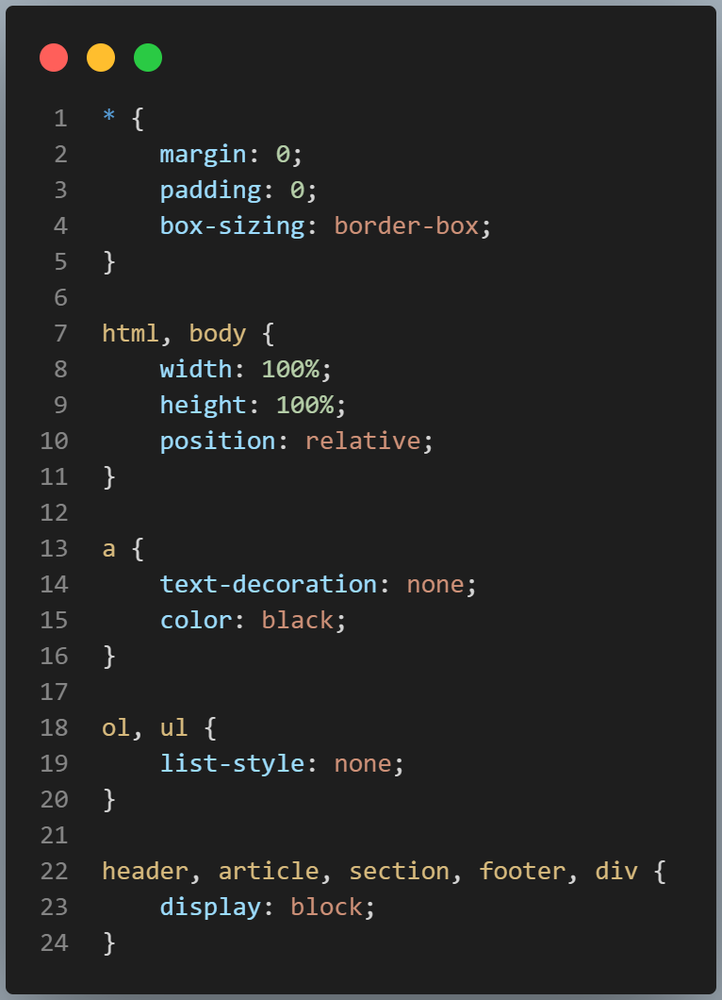 1 * {
2     margin: 0;
3     padding: 0;
4     box-sizing: border-box;
5 }
6
7 html, body {
8     width: 100%;
9     height: 100%;
10     position: relative;
11 }
12
13 a {
14     text-decoration: none;
15     color: black;
16 }
17
18 ol, ul {
19     list-style: none;
20 }
21
22 header, article, section, footer, div {
23     display: block;
24 }